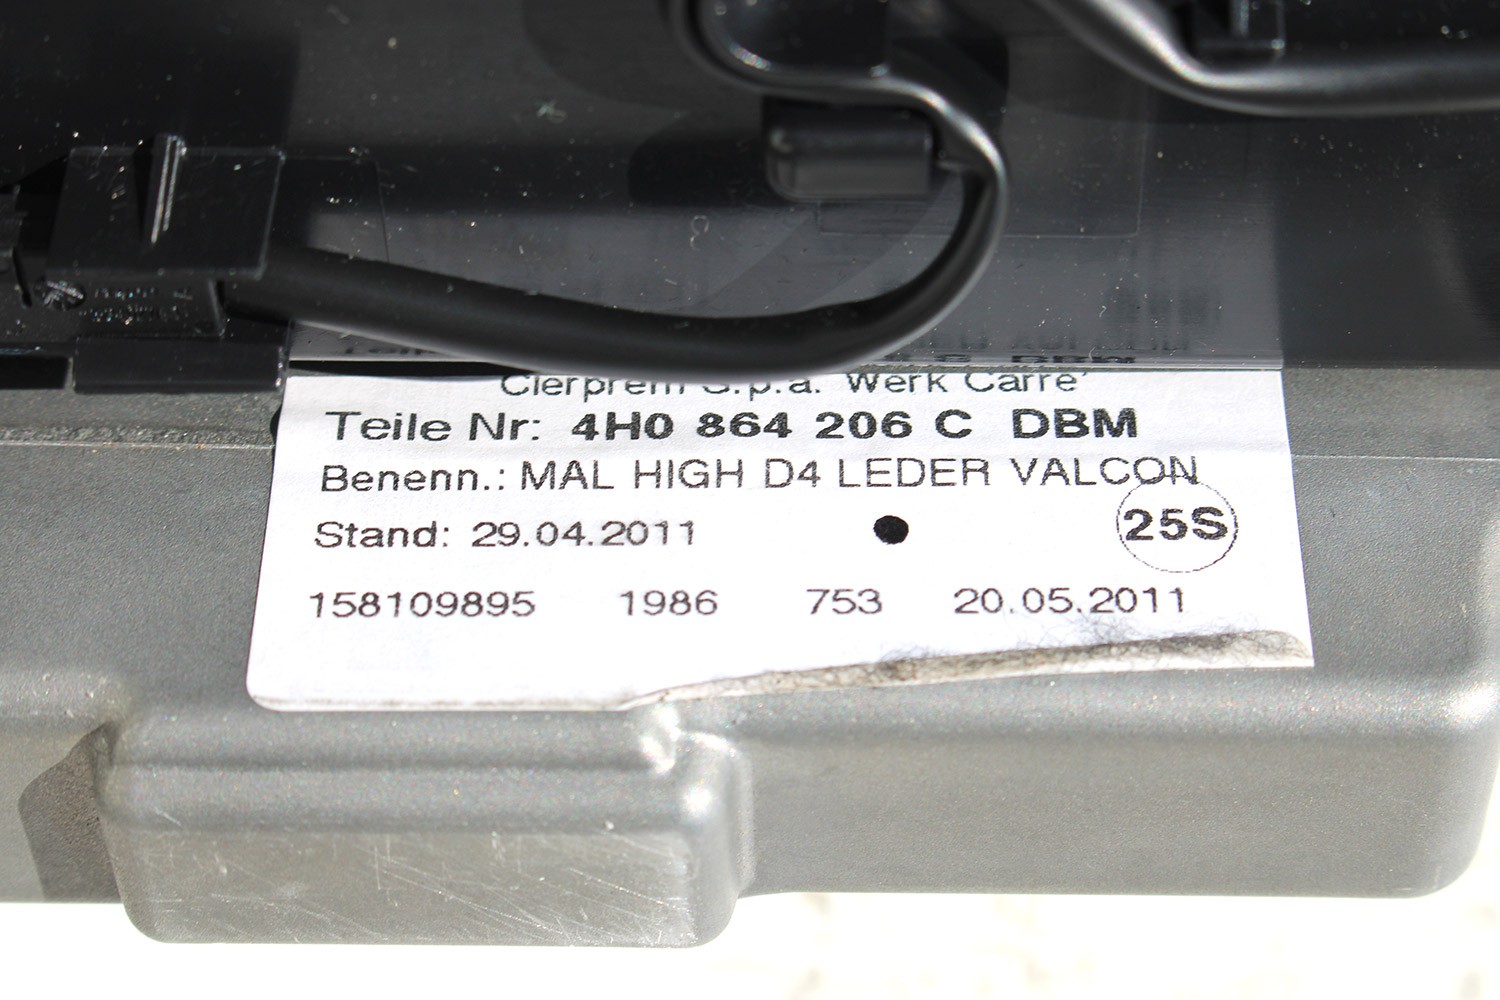 Cierprem S.p.a. Werk Carre'
Teile Nr: 4H0 864 206 C DBM
Benenn.: MAL HIGH D4 LEDER VALCON
Stand: 29.04.2011
25S
158109895 1986 753 20.05.2011